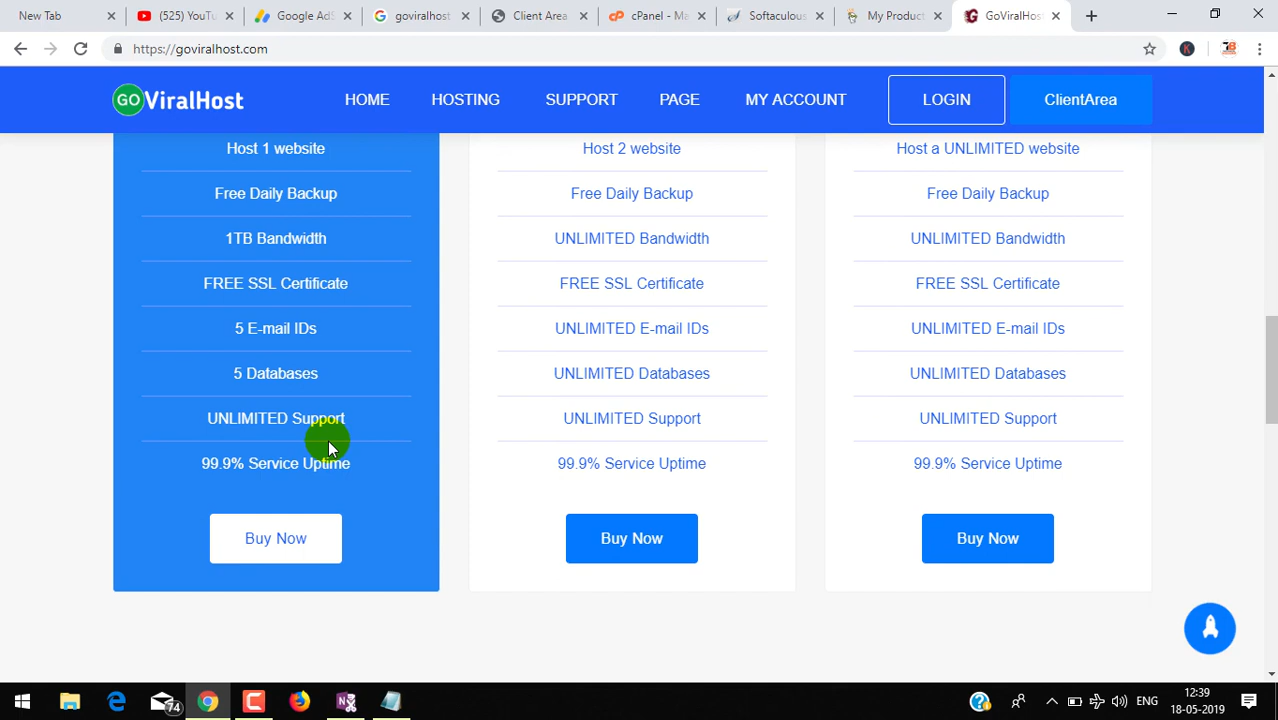 New Tab
(525) YouTu
Google AdS
goviralhost
Client Area
cPanel - Ma
Softaculous
My Product
GoViralHos
https://goviralhost.com
GO ViralHost
HOME
HOSTING
SUPPORT
PAGE
MY ACCOUNT
LOGIN
ClientArea
Host 1 website
Free Daily Backup
1TB Bandwidth
FREE SSL Certificate
5 E-mail IDs
5 Databases
UNLIMITED Support
99.9% Service Uptime
Buy Now
Host 2 website
Free Daily Backup
UNLIMITED Bandwidth
FREE SSL Certificate
UNLIMITED E-mail IDs
UNLIMITED Databases
UNLIMITED Support
99.9% Service Uptime
Buy Now
Host a UNLIMITED website
Free Daily Backup
UNLIMITED Bandwidth
FREE SSL Certificate
UNLIMITED E-mail IDs
UNLIMITED Databases
UNLIMITED Support
99.9% Service Uptime
Buy Now
74
ENG
12:39
18-05-2019